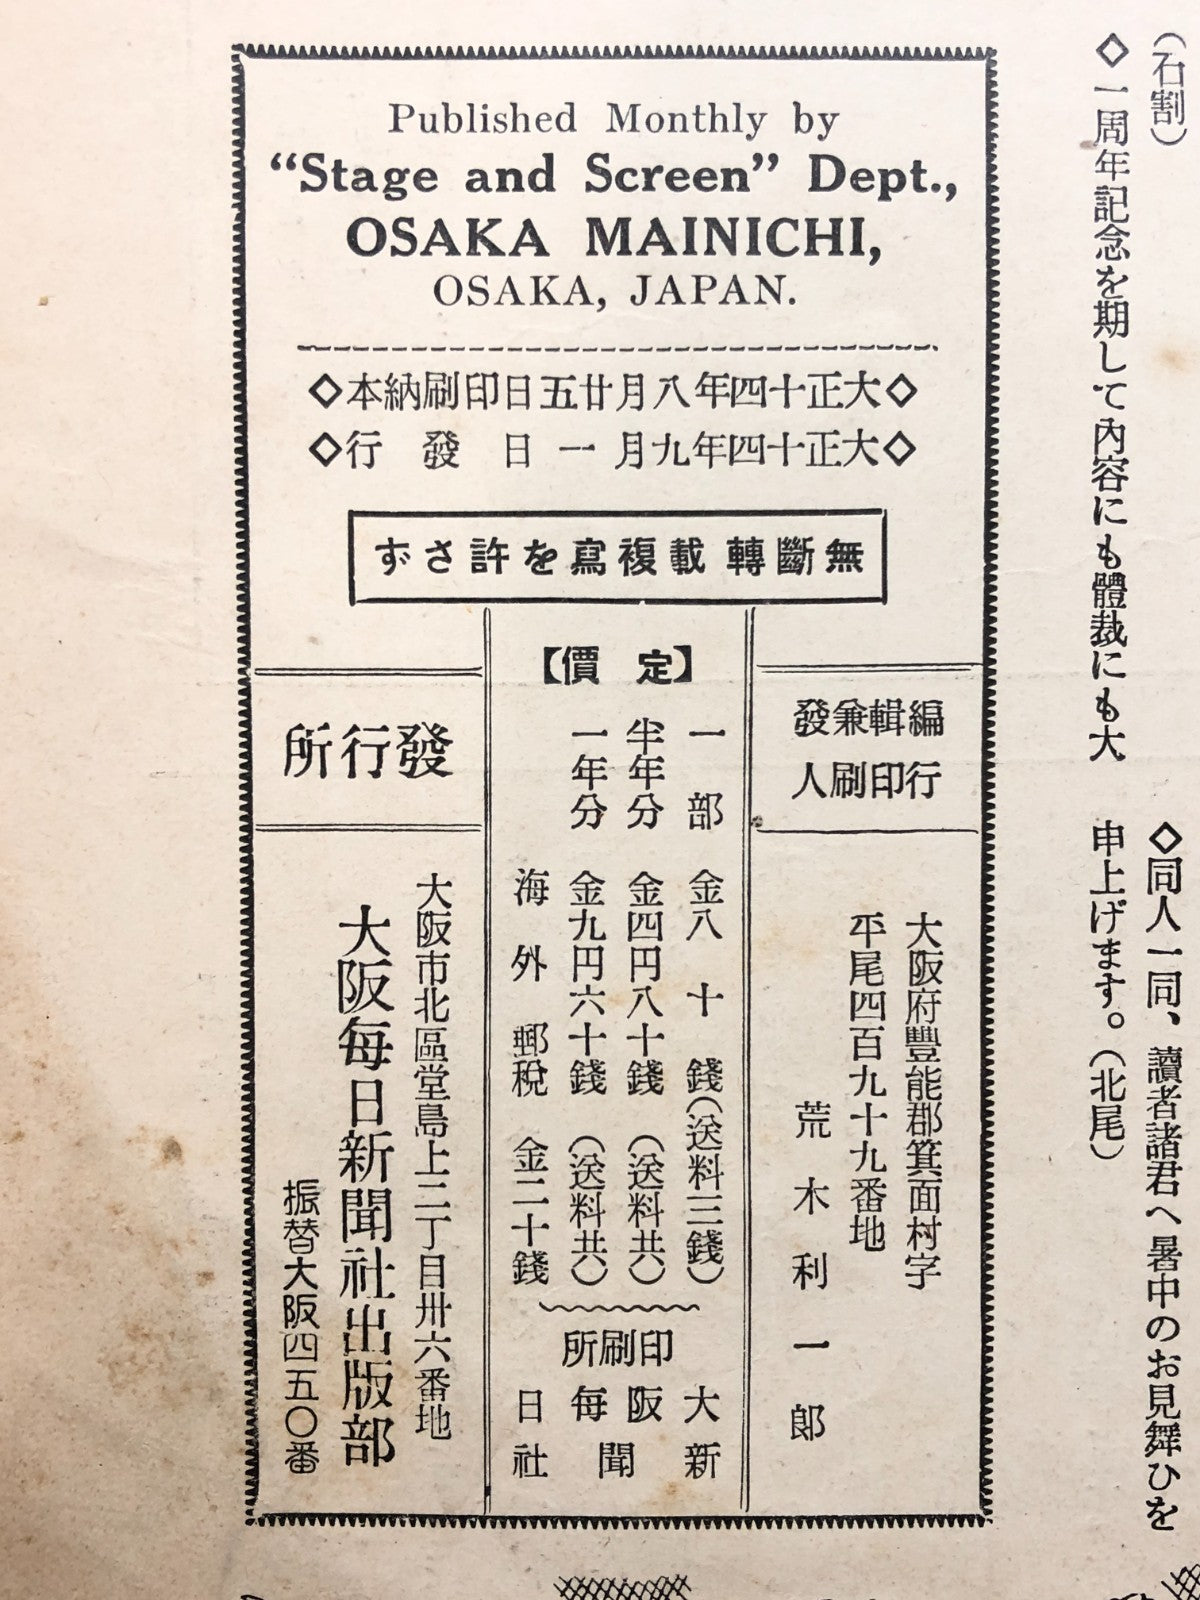 (石割)
◇一周年記念を期して內容にも體裁にも大
◇同人一同、讀者諸君へ暑中のお見舞ひを
申上げます。(北尾)
Published Monthly by
“Stage and Screen” Dept.,
OSAKA MAINICHI,
OSAKA, JAPAN.
◇大正十四年八月廿五日印刷納本◇
◇大正十四年九月一日發行◇
無斷轉載複寫を許さず
編輯兼發
行印刷人
大阪府豐能郡箕面村字
平尾四百九十九番地
荒木利一郞
【定價】
一部 金八十錢(送料三錢)
半年分 金四円八十錢(送料共)
一年分 金九円六十錢(送料共)
海外郵稅 金二十錢
印刷所
大阪每日
新聞社
發行所
大阪市北區堂島上二丁目卅六番地
大阪每日新聞社出版部
振替大阪四五〇番